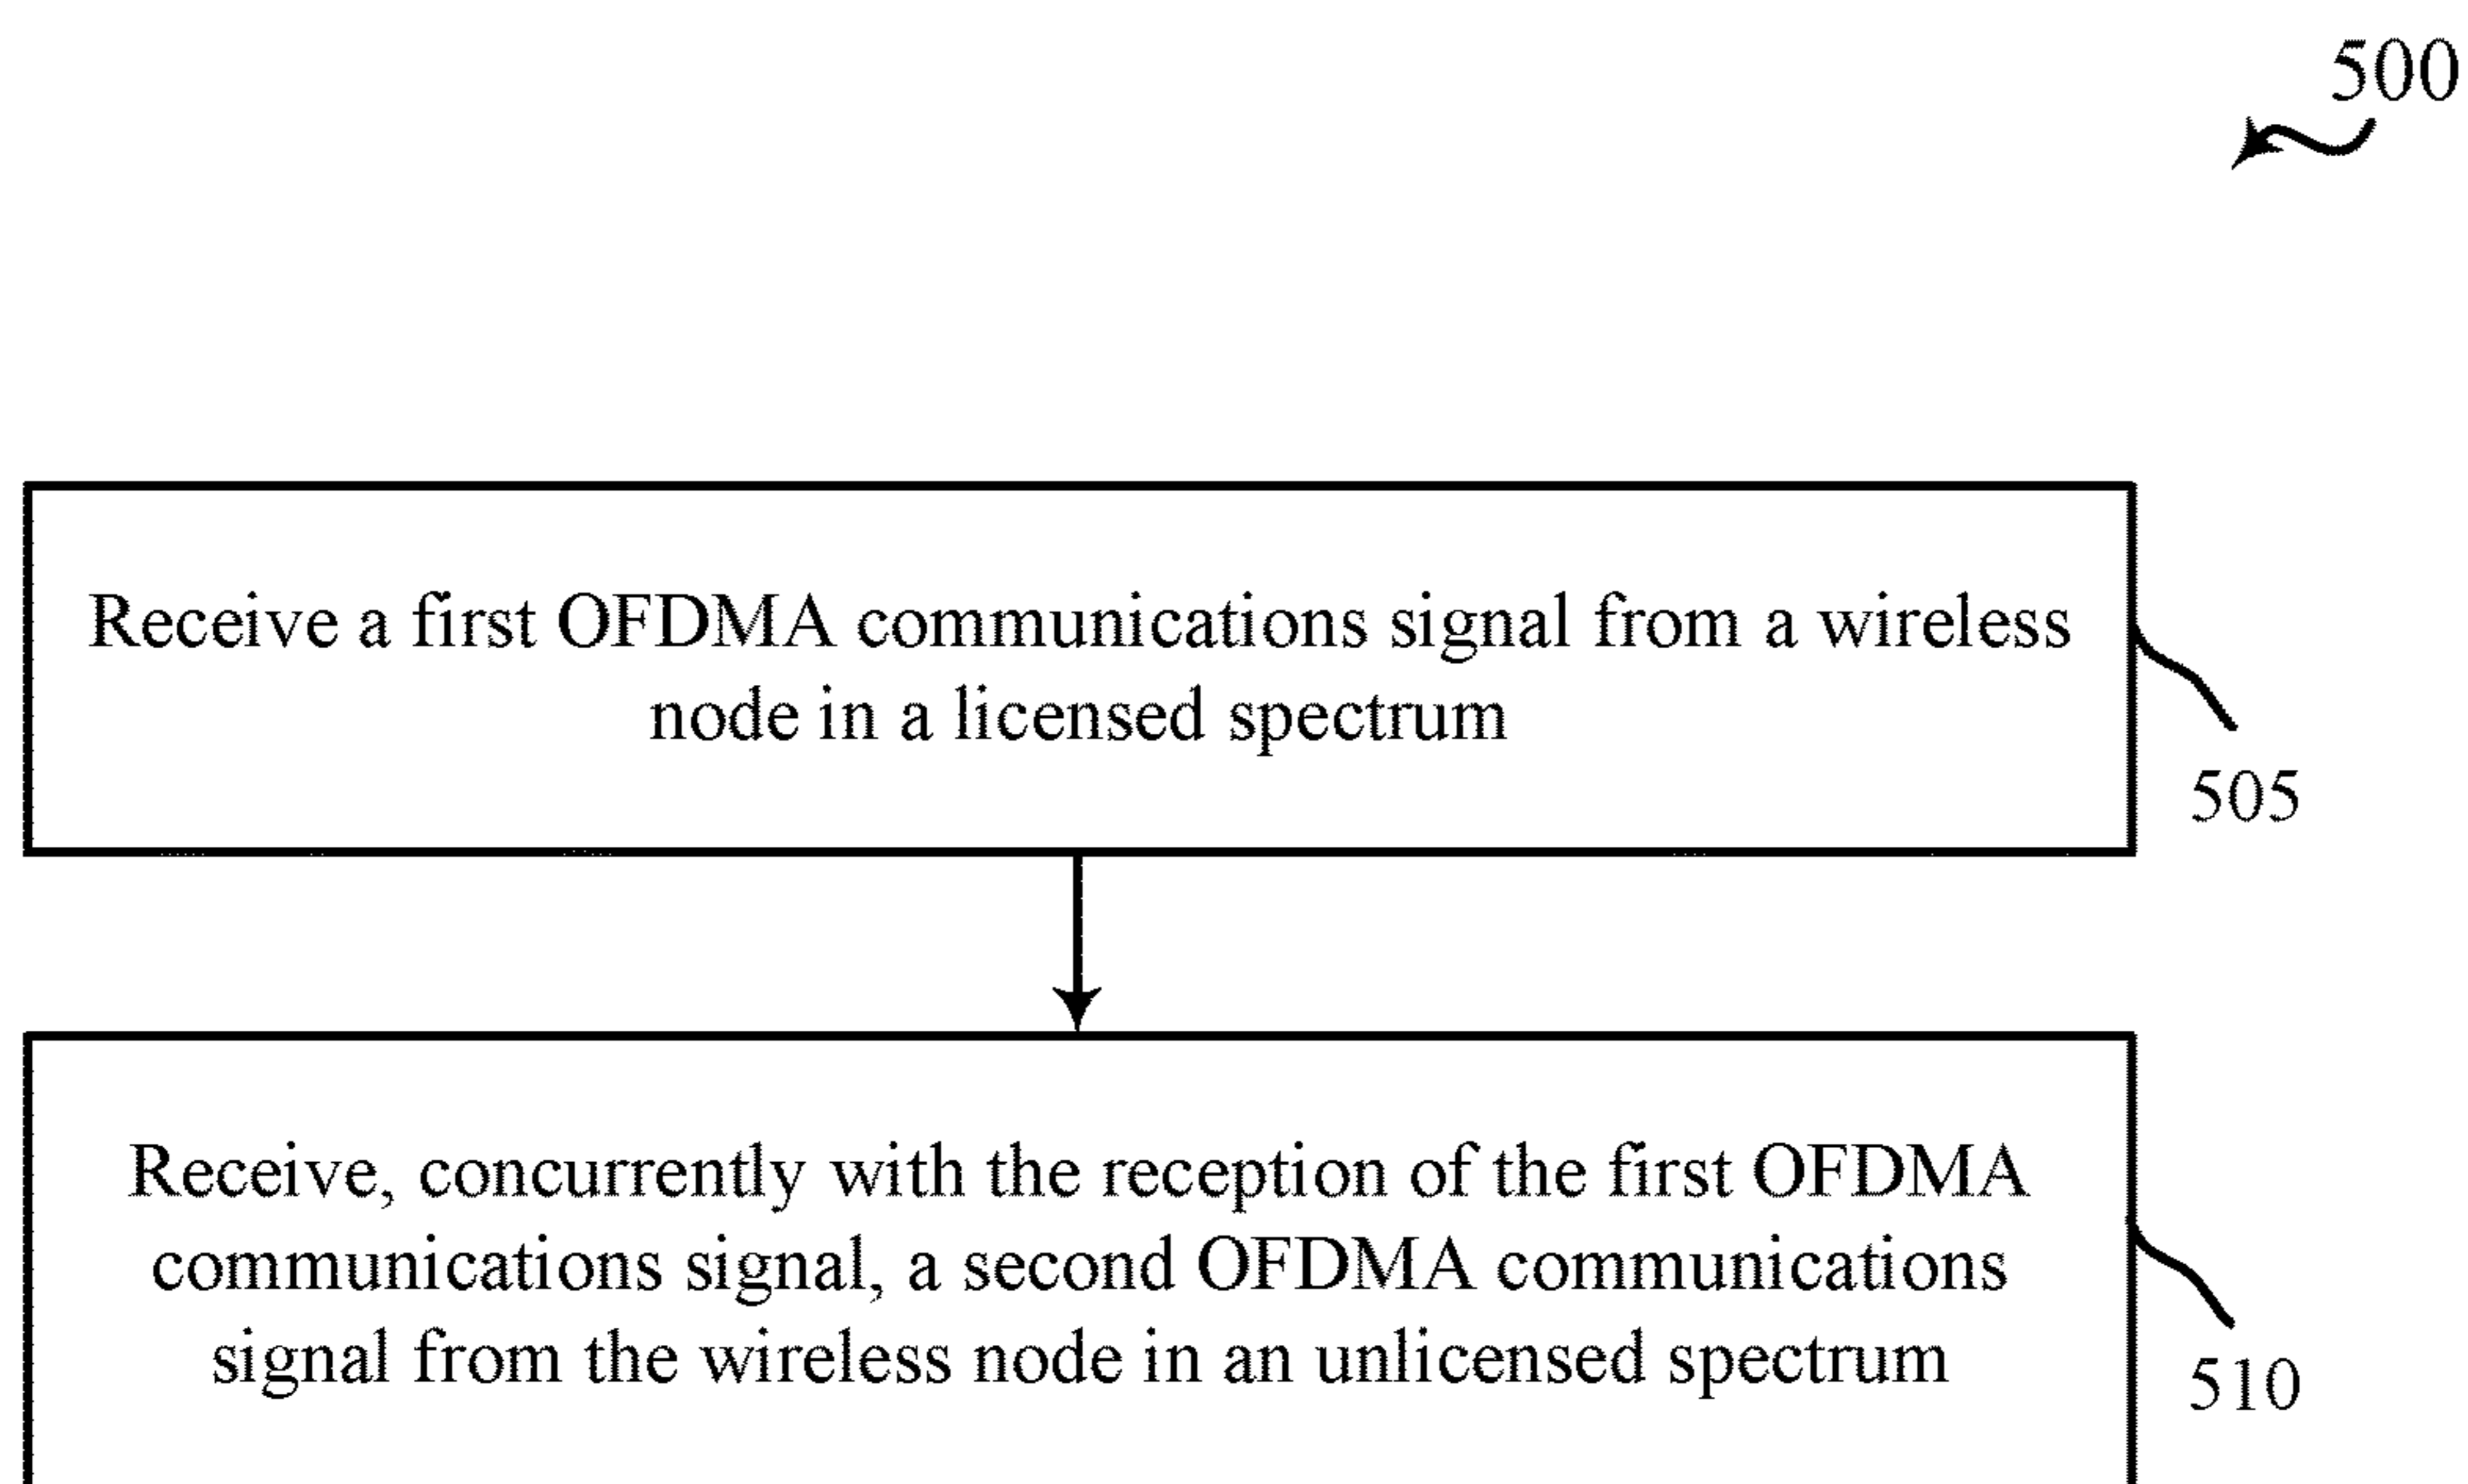 500
Receive a first OFDMA communications signal from a wireless
node in a licensed spectrum
505
Receive, concurrently with the reception of the first OFDMA
communications signal, a second OFDMA communications
signal from the wireless node in an unlicensed spectrum
510